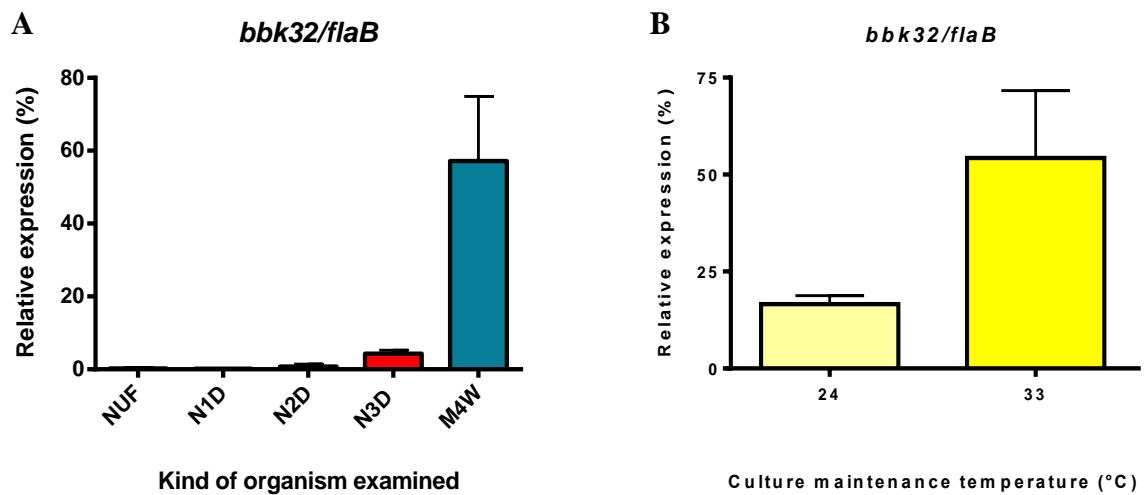 A
bbk32/flaB
Relative expression (%)
80
60
40
20
0
NUF
N1D
N2D
N3D
M4W
Kind of organism examined
B
bbk32/flaB
Relative expression (%)
75
50
25
0
24
33
Culture maintenance temperature (°C)